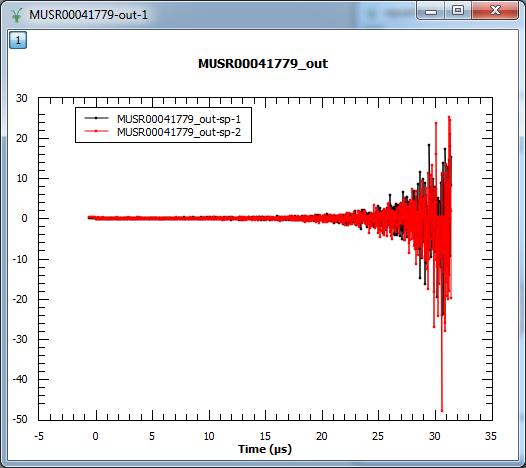 MUSR00041779-out-1
1
MUSR00041779_out
MUSR00041779_out-sp-1
MUSR00041779_out-sp-2
30
20
10
0
-10
-20
-30
-40
-50
-5 0 5 10 15 20 25 30 35
Time (µs)